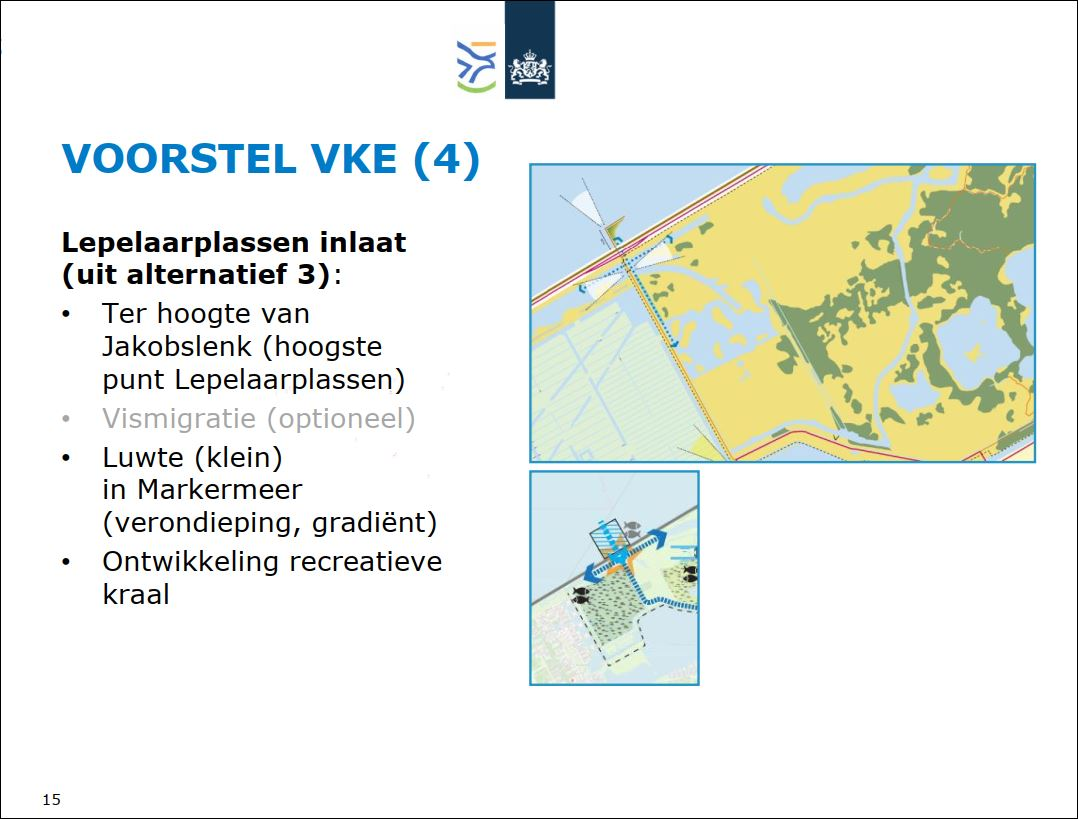 VOORSTEL VKE (4)
Lepelaarplassen inlaat
(uit alternatief 3):
• Ter hoogte van
Jakobslenk (hoogste
punt Lepelaarplassen)
• Vismigratie (optioneel)
• Luwte (klein)
in Markermeer
(verondieping, gradiënt)
• Ontwikkeling recreatieve
kraal
15